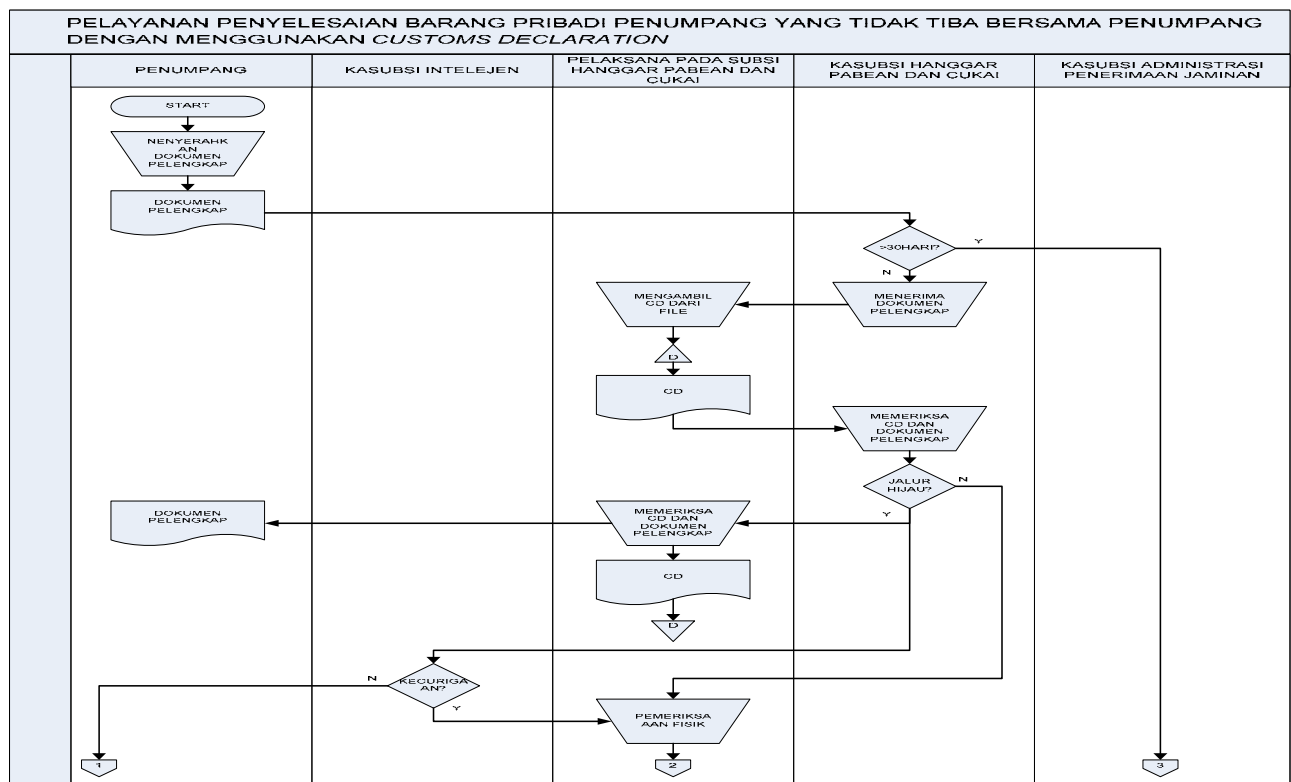 PELAYANAN PENYELESAIAN BARANG PRIBADI PENUMPANG YANG TIDAK TIBA BERSAMA PENUMPANG
DENGAN MENGGUNAKAN CUSTOMS DECLARATION
PENUMPANG
KASUBSI INTELEJEN
PELAKSANA PADA SUBSI
HANGGAR PABEAN DAN
CUKAI
KASUBSI HANGGAR
PABEAN DAN CUKAI
KASUBSI ADMINISTRASI
PENERIMAAN JAMINAN
START
NENYERAHK
AN
DOKUMEN
PELENGKAP
DOKUMEN
PELENGKAP
>30HARI?
Y
N
MENGAMBIL
CD DARI
FILE
MENERIMA
DOKUMEN
PELENGKAP
D
CD
MEMERIKSA
CD DAN
DOKUMEN
PELENGKAP
JALUR
HIJAU?
N
Y
DOKUMEN
PELENGKAP
MEMERIKSA
CD DAN
DOKUMEN
PELENGKAP
CD
D
KECURIGA
AN?
N
Y
PEMERIKSA
AAN FISIK
1
2
3